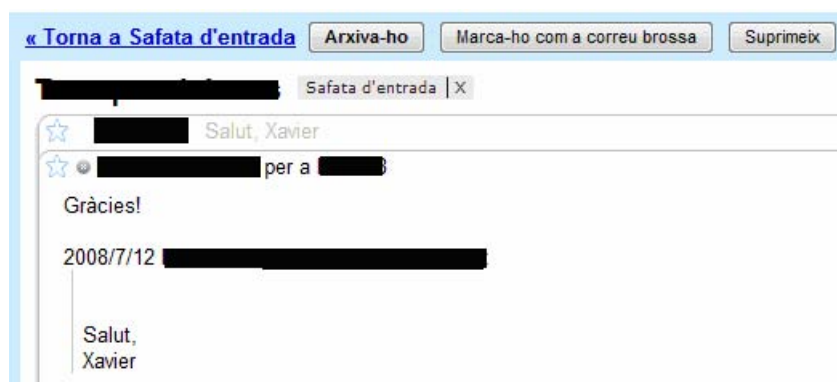 « Torna a Safata d'entrada Arxiva-ho Marca-ho com a correu brossa Suprimeix
Safata d'entrada X
Salut, Xavier
per a
Gràcies!
2008/7/12
Salut,
Xavier